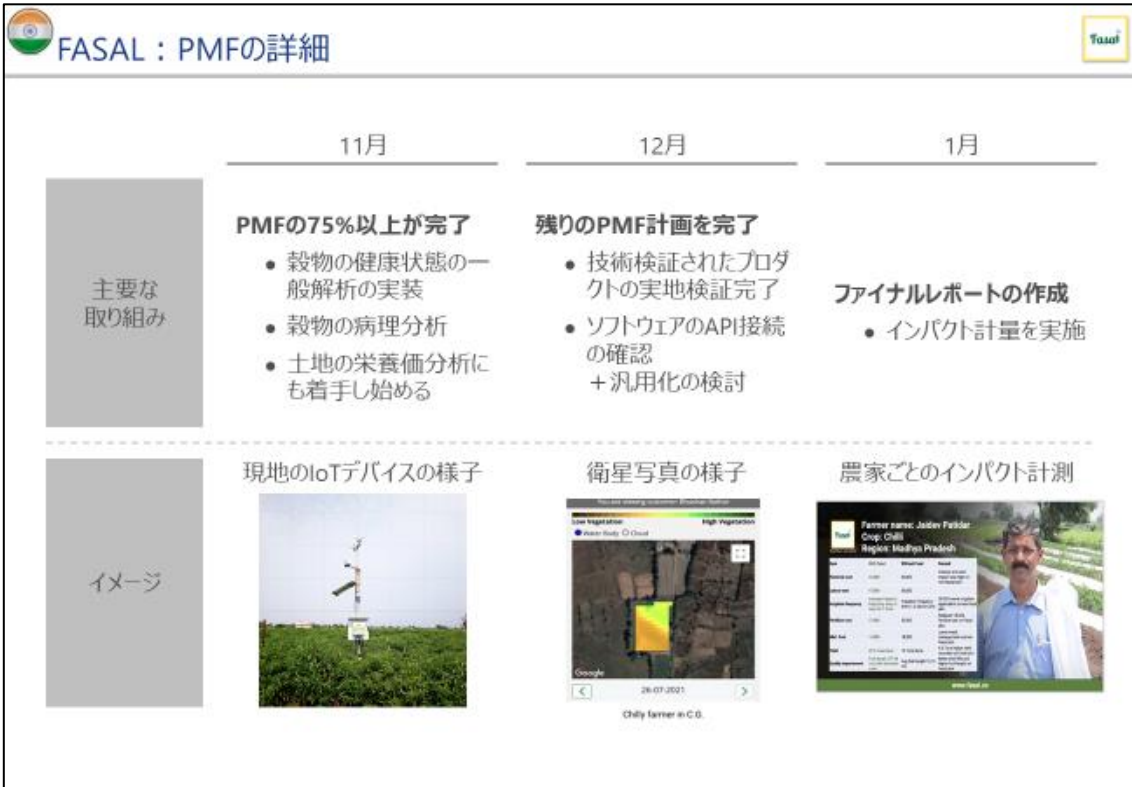 FASAL：PMFの詳細
Fasal
11月
12月
1月
主要な
取り組み
PMFの75%以上が完了
● 穀物の健康状態の一
般解析の実装
● 穀物の病理分析
● 土地の栄養価分析に
も着手し始める
残りのPMF計画を完了
● 技術検証されたプロダ
クトの実地検証完了
● ソフトウェアのAPI接続
の確認
＋汎用化の検討
ファイナルレポートの作成
● インパクト計量を実施
イメージ
現地のIoTデバイスの様子
衛星写真の様子
Low Vegetation
High Vegetation
Water Body
Cloud
Google
26-07-2021
Chilly farmer in C.G.
農家ごとのインパクト計測
Fasal
Farmer name: Jaidev Patidar
Crop: Chilli
Region: Madhya Pradesh